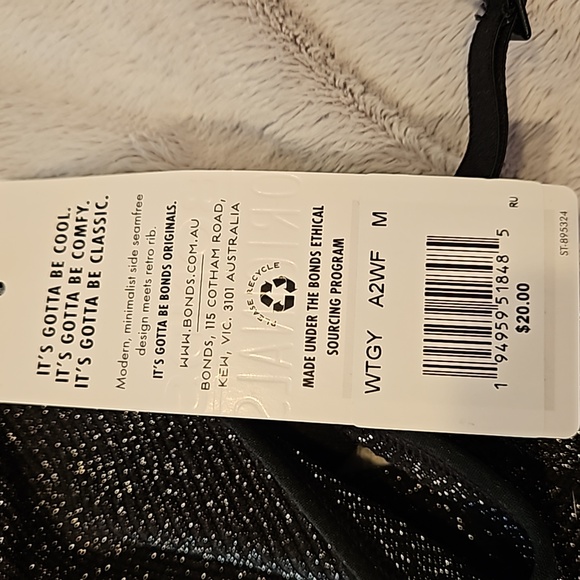 IT'S GOTTA BE COOL.
IT'S GOTTA BE COMFY.
IT'S GOTTA BE CLASSIC.
Modern, minimalist side seamfree
design meets retro rib.
IT'S GOTTA BE BONDS ORIGINALS.
WWW.BONDS.COM.AU
BONDS, 115 COTHAM ROAD,
KEW, VIC. 3101 AUSTRALIA
PLEASE RECYCLE
MADE UNDER THE BONDS ETHICAL
SOURCING PROGRAM
WTGY A2WF M
1 94959 51848 5
$20.00
RU
ST-895324